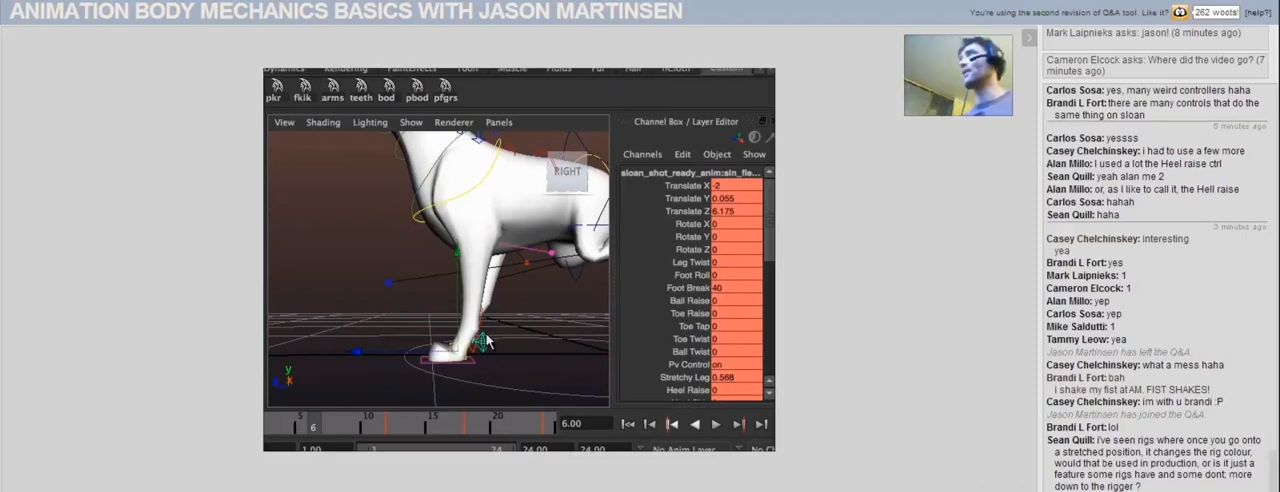 ANIMATION BODY MECHANICS BASICS WITH JASON MARTINSEN
You're using the second revision of Q&A tool. Like it? 262 woots! [help?]
pkr fkik arms teeth bod pbod pfgrs
View Shading Lighting Show Renderer Panels
RIGHT
Channel Box / Layer Editor
Channels Edit Object Show
sloan_shot_ready_anim:sln_fle...
Translate X -2
Translate Y 0.055
Translate Z 6.175
Rotate X 0
Rotate Y 0
Rotate Z 0
Leg Twist 0
Foot Roll 0
Foot Break 40
Ball Raise 0
Toe Raise 0
Toe Tap 0
Toe Twist 0
Ball Twist 0
Pv Control on
Stretchy Leg 0.568
Heel Raise 0
y
5 10 15 20
6
6.00
1.00 1 24 24.00 24.00 No Anim Layer
Mark Laipnieks asks: jason! (8 minutes ago)
Cameron Elcock asks: Where did the video go? (7
minutes ago)
Carlos Sosa: yes, many weird controllers haha
Brandi L Fort: there are many controls that do the
same thing on sloan
5 minutes ago
Carlos Sosa: yessss
Casey Chelchinskey: i had to use a few more
Alan Millo: I used a lot the Heel raise ctrl
Sean Quill: yeah alan me 2
Alan Millo: or, as I like to call it, the Hell raise
Carlos Sosa: hahah
Sean Quill: haha
3 minutes ago
Casey Chelchinskey: interesting
yea
Brandi L Fort: yes
Mark Laipnieks: 1
Cameron Elcock: 1
Alan Millo: yep
Carlos Sosa: yep
Mike Saldutti: 1
Tammy Leow: yea
Jason Martinsen has left the Q&A.
Casey Chelchinskey: what a mess haha
Brandi L Fort: bah
i shake my fist at AM. FIST SHAKES!
Casey Chelchinskey: im with u brandi :P
Jason Martinsen has joined the Q&A.
Brandi L Fort: lol
Sean Quill: i've seen rigs where once you go onto
a stretched position, it changes the rig colour,
would that be used in production, or is it just a
feature some rigs have and some dont; more
down to the rigger ?